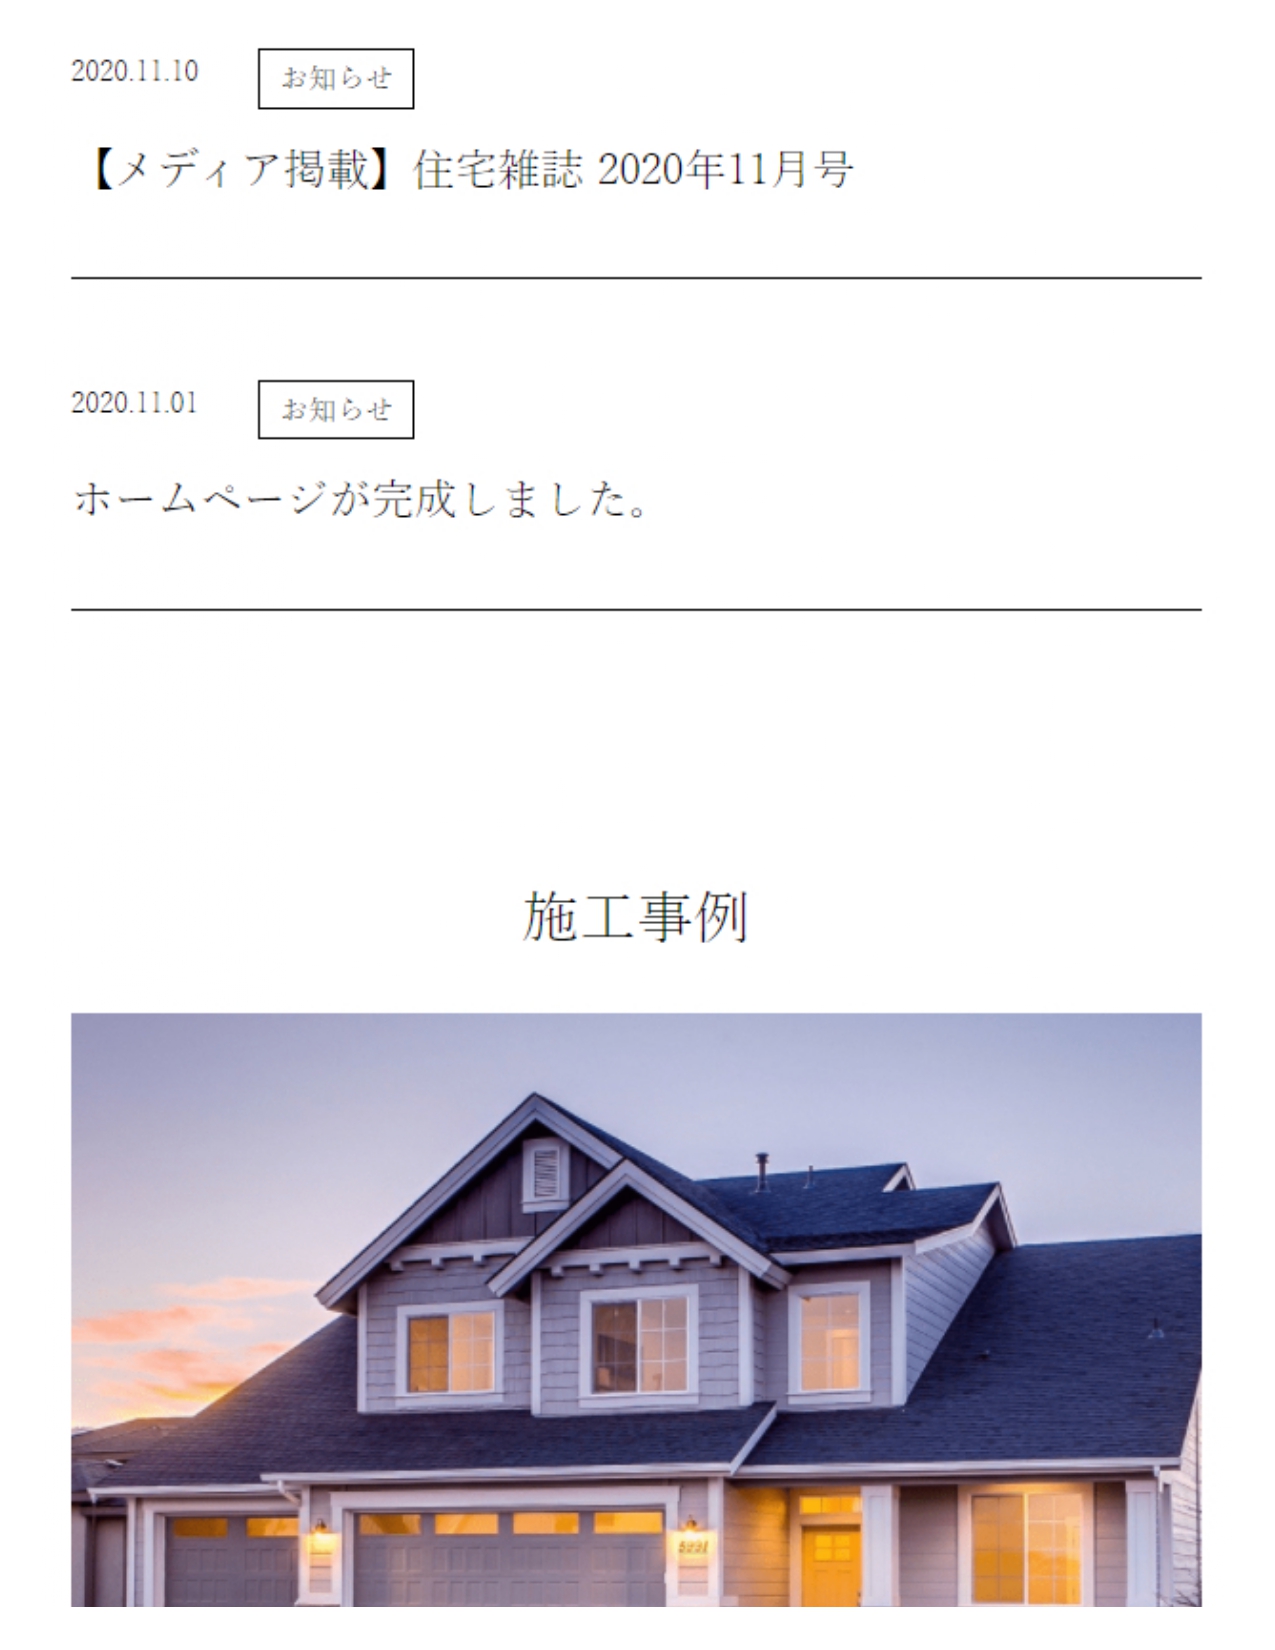 2020.11.10 お知らせ
【メディア掲載】住宅雑誌 2020年11月号
2020.11.01 お知らせ
ホームページが完成しました。
施工事例